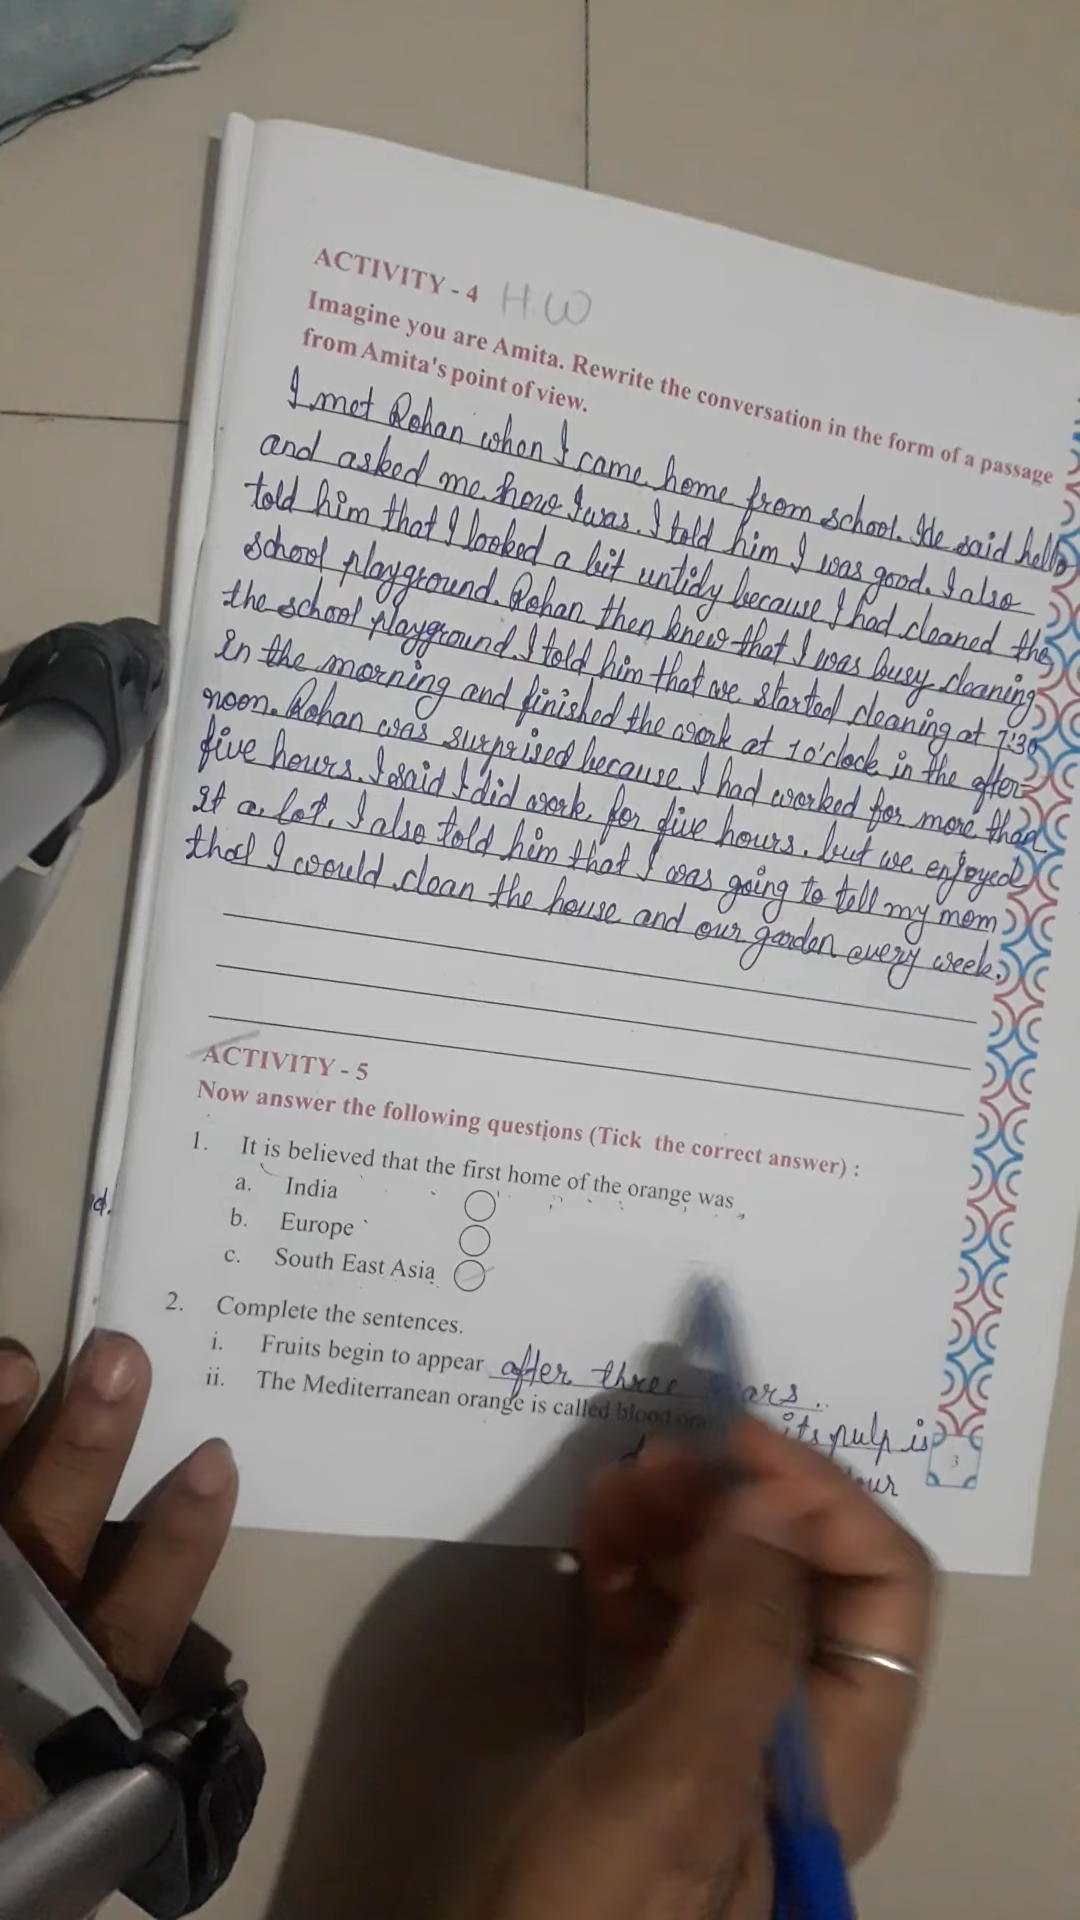 ACTIVITY - 4 H.W
Imagine you are Amita. Rewrite the conversation in the form of a passage
from Amita's point of view.
I met Rohan when I came home from school. He said hello
and asked me how I was. I told him I was good. I also
told him that I looked a bit untidy because I had cleaned the
school playground. Rohan then knew that I was busy cleaning
the school playground. I told him that we started cleaning at 7:30
in the morning and finished the work at 1 o'clock in the after-
noon. Rohan was surprised because I had worked for more than
five hours. I said I did work for five hours, but we enjoyed
it a lot. I also told him that I was going to tell my mom
that I would clean the house and our garden every week.
ACTIVITY - 5
Now answer the following questions (Tick the correct answer) :
1. It is believed that the first home of the orange was
a. India
b. Europe
c. South East Asia
2. Complete the sentences.
i. Fruits begin to appear after three
ii. The Mediterranean orange is called blood its pulp is
3
d.